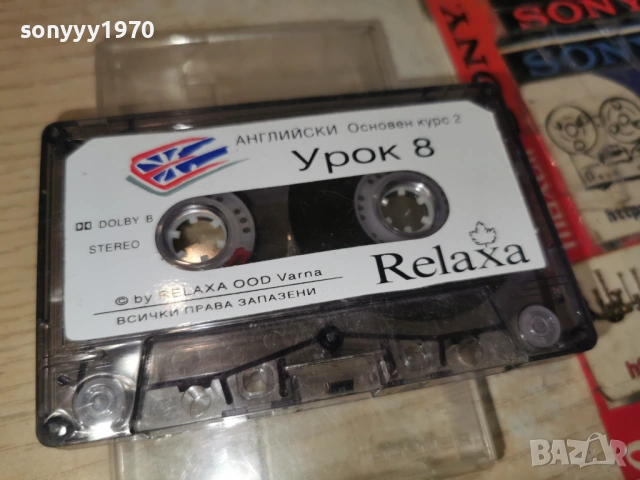 sonyyy1970
АНГЛИЙСКИ Основен курс 2
Урок 8
DOLBY B
STEREO
Relaxa
© by RELAXA OOD Varna
ВСИЧКИ ПРАВА ЗАПАЗЕНИ
SONY
SONY
BAZAR